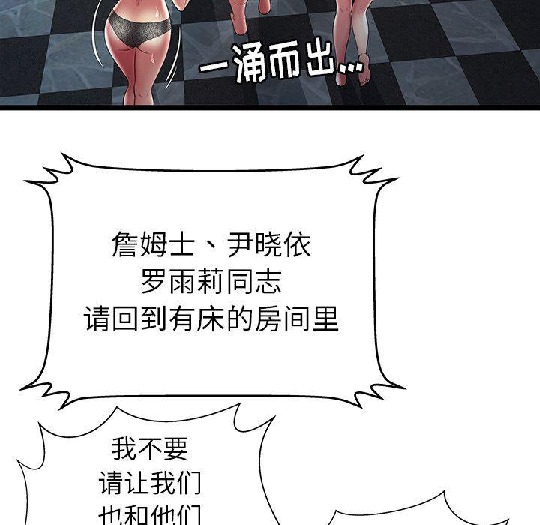 一涌而出...
詹姆士、尹晓依
罗雨莉同志
请回到有床的房间里
我不要
请让我们
也和他们